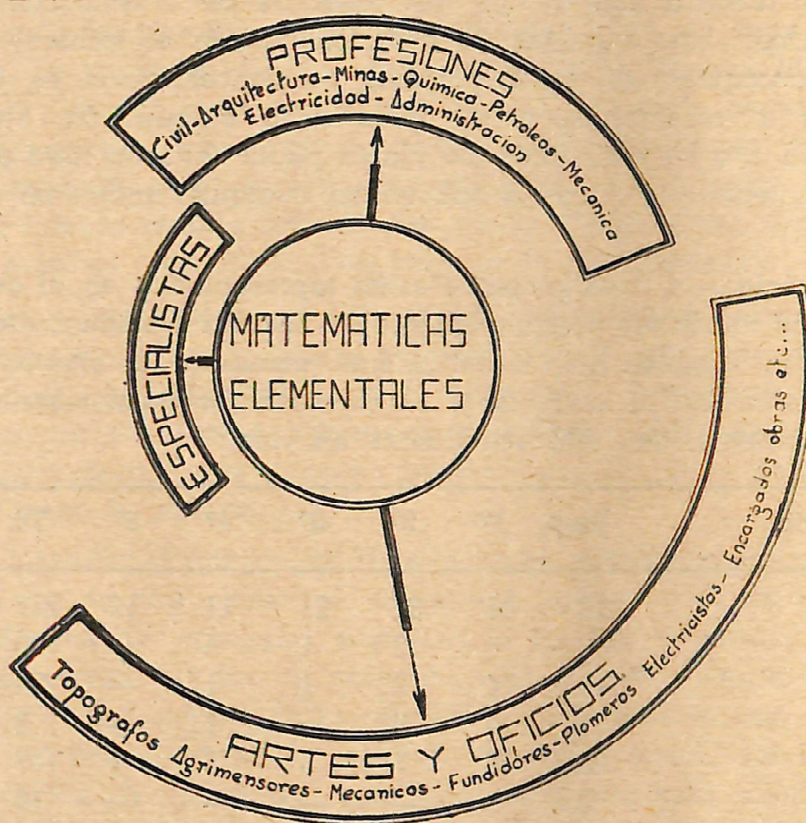 PROFESIONES
Civil-Arquitectura-Minas-Quimica-Petroleos-Mecanica
Electricidad-Administracion
ESPECIALISTAS
MATEMATICAS
ELEMENTALES
ARTES Y OFICIOS
Topografos Agrimensores-Mecanicos-Fundidores-Plomeros Electricistas-Encargados obras etc...